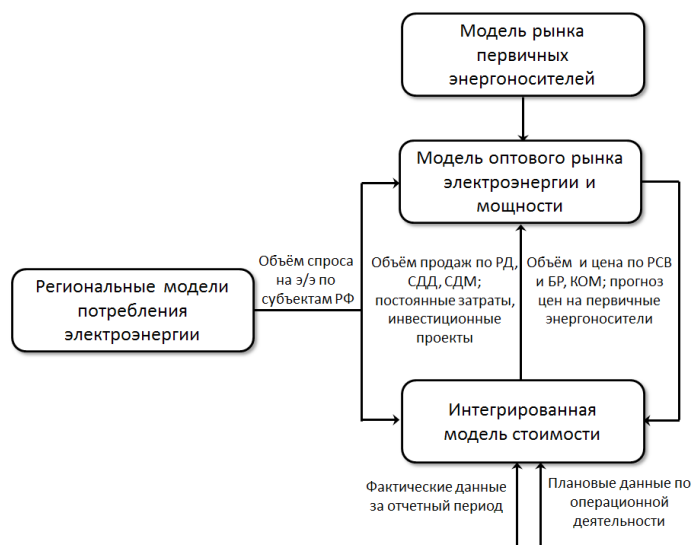 Модель рынка
первичных
энергоносителей
Модель оптового рынка
электроэнергии и
мощности
Объём спроса
на э/э по
субъектам РФ
Объём продаж по РД,
СДД, СДМ;
постоянные затраты,
инвестиционные
проекты
Объём и цена по РСВ
и БР, КОМ; прогноз
цен на первичные
энергоносители
Региональные модели
потребления
электроэнергии
Интегрированная
модель стоимости
Фактические данные
за отчетный период
Плановые данные по
операционной
деятельности